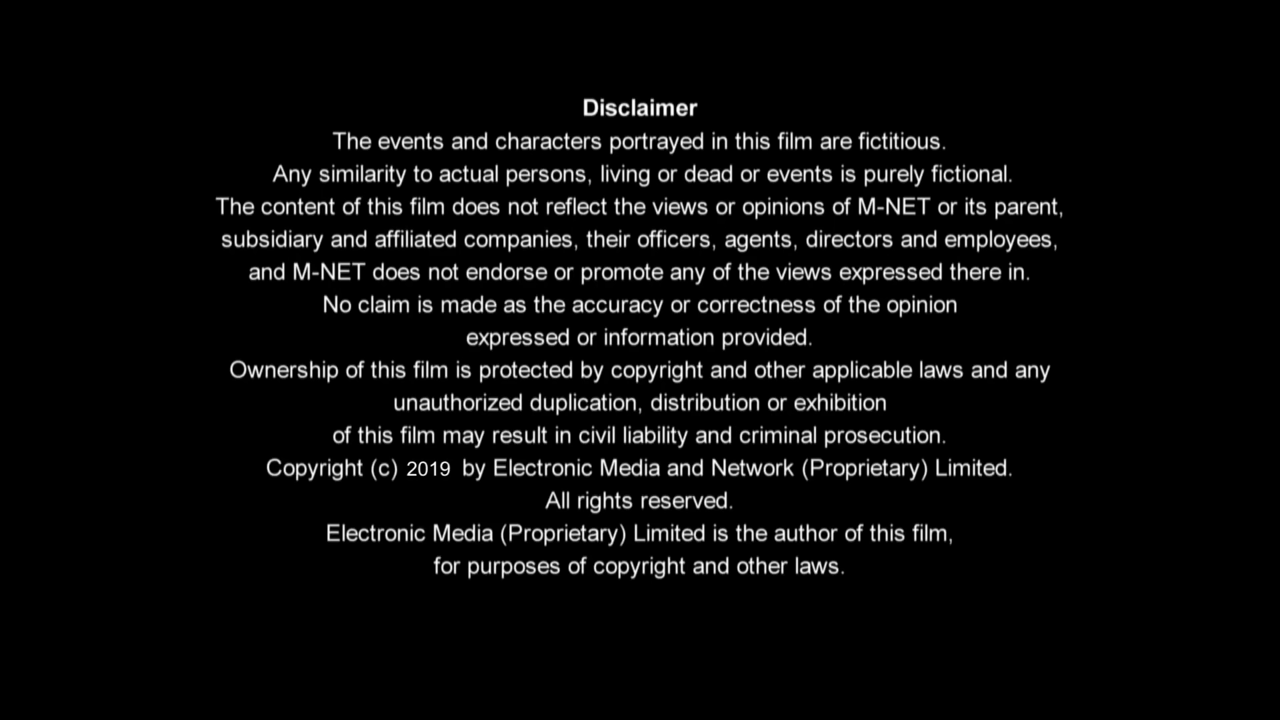 Disclaimer
The events and characters portrayed in this film are fictitious.
Any similarity to actual persons, living or dead or events is purely fictional.
The content of this film does not reflect the views or opinions of M-NET or its parent,
subsidiary and affiliated companies, their officers, agents, directors and employees,
and M-NET does not endorse or promote any of the views expressed there in.
No claim is made as the accuracy or correctness of the opinion
expressed or information provided.
Ownership of this film is protected by copyright and other applicable laws and any
unauthorized duplication, distribution or exhibition
of this film may result in civil liability and criminal prosecution.
Copyright (c) 2019 by Electronic Media and Network (Proprietary) Limited.
All rights reserved.
Electronic Media (Proprietary) Limited is the author of this film,
for purposes of copyright and other laws.